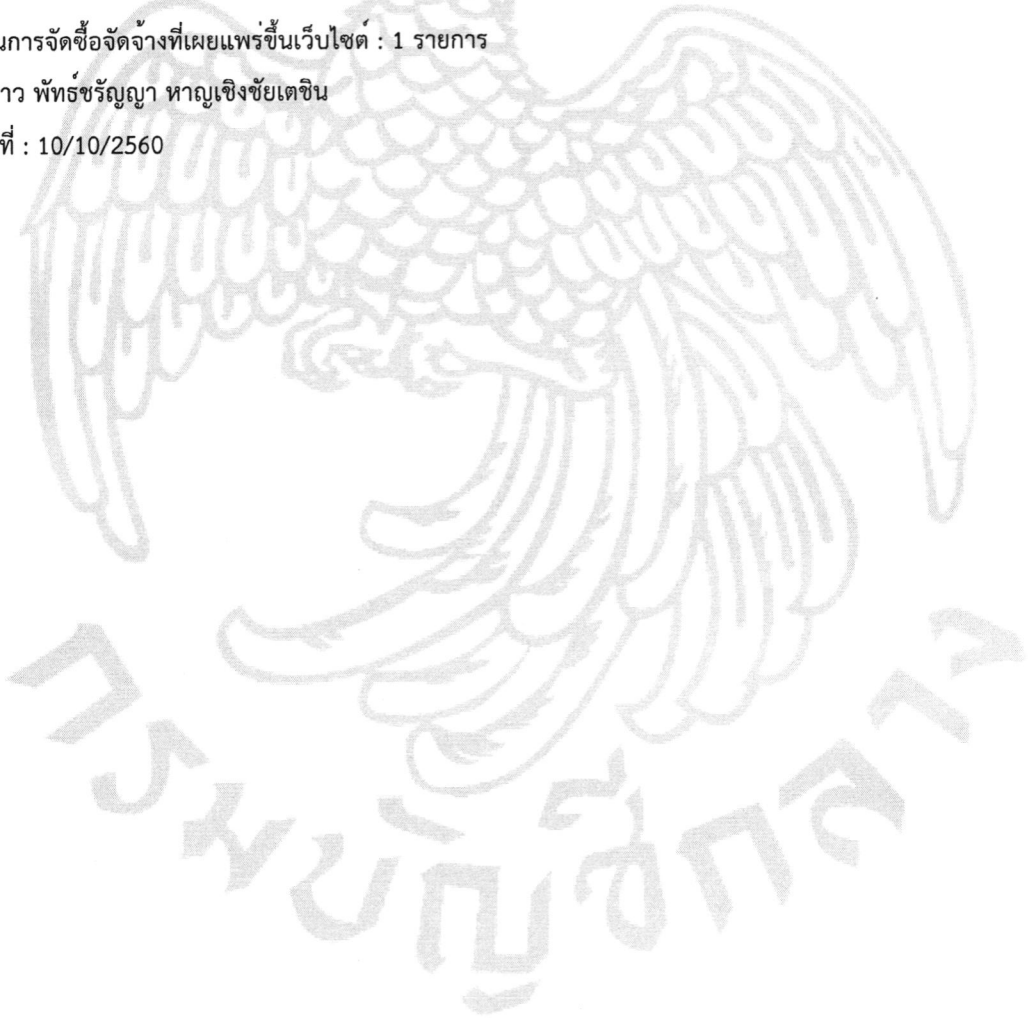 นการจัดซื้อจัดจ้างที่เผยแพร่ขึ้นเว็บไซต์ : 1 รายการ
าว พัทธ์ชรัญญา หาญเชิงชัยเตชิน
ที่ : 10/10/2560
กรมบัญชีกลาง